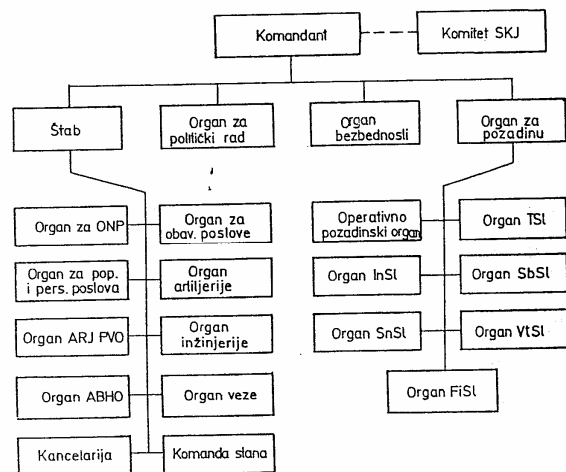 Komandant
Komitet SKJ
Štab
Organ za
politički rad
Organ
bezbednosti
Organ za
pozadinu
Organ za ONP
Organ za
obav. poslove
Operativno
pozadinski organ
Organ TSl
Organ za pop.
i pers. poslova
Organ
artiljerije
Organ InSl
Organ SbSl
Organ ARJ PVO
Organ
inžinjerije
Organ SnSl
Organ VtSl
Organ ABHO
Organ veze
Organ FiSl
Kancelarija
Komanda stana